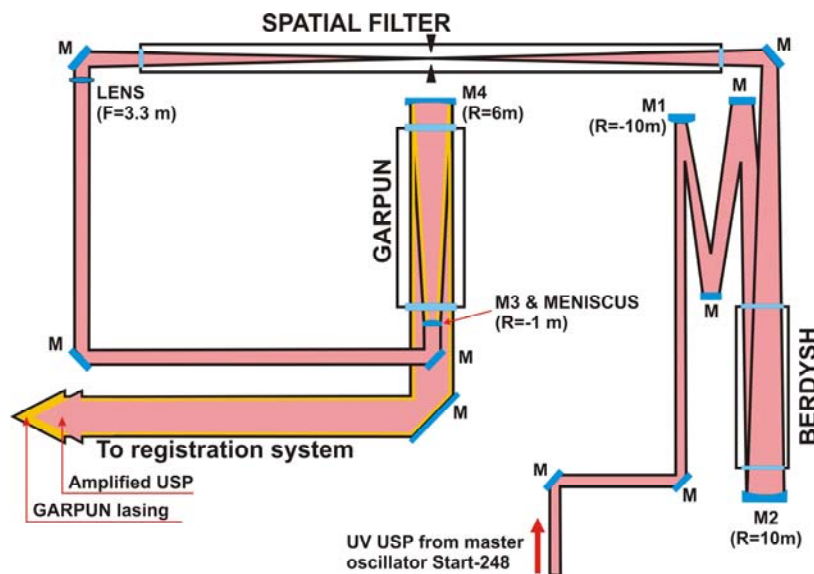 SPATIAL FILTER
M
M
LENS
(F=3.3 m)
M4
(R=6m)
M1
(R=-10m)
M
GARPUN
M3 & MENISCUS
(R=-1 m)
M
M
M
M
BERDYSH
To registration system
Amplified USP
GARPUN lasing
M
M
M2
(R=10m)
UV USP from master
oscillator Start-248